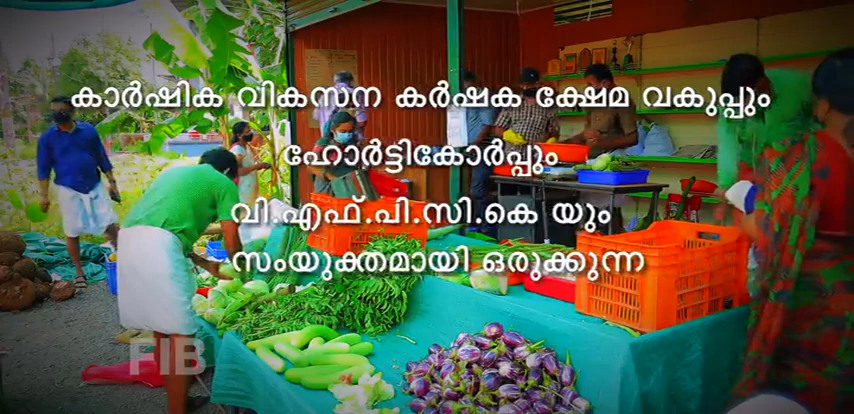 കാർഷിക വികസന കർഷക ക്ഷേമ വകുപ്പും
ഹോർട്ടികോർപ്പും
വി.എഫ്.പി.സി.കെ യും
സംയുക്തമായി ഒരുക്കുന്ന
FIB